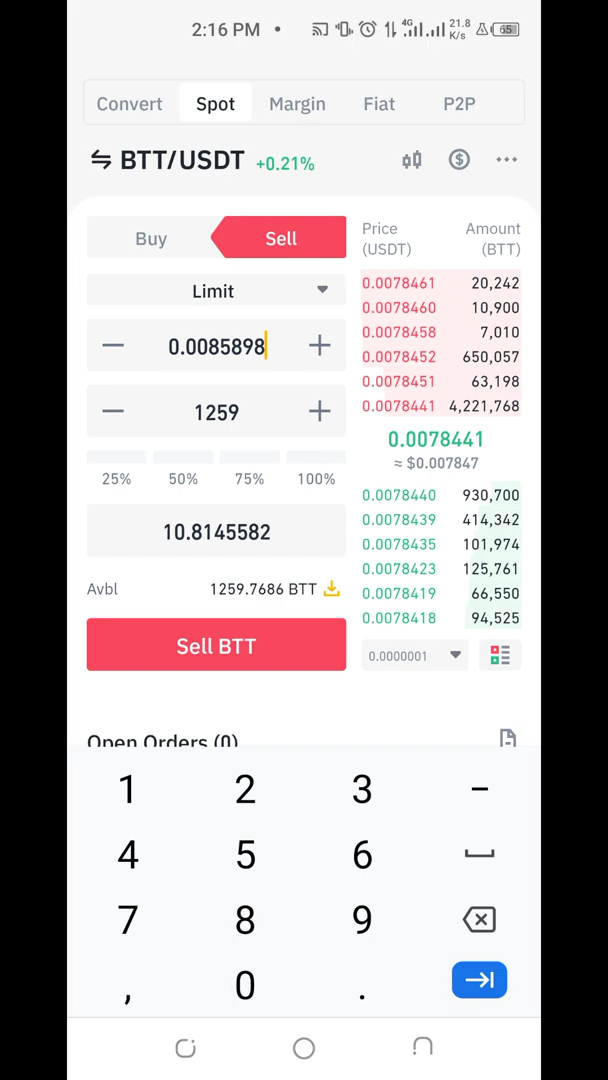 2:16 PM • 4G 21.8 K/s 65
Convert Spot Margin Fiat P2P
BTT/USDT +0.21%
Buy Sell
Limit
0.0085898
1259
25% 50% 75% 100%
10.8145582
Avbl 1259.7686 BTT
Sell BTT
Price Amount
(USDT) (BTT)
0.0078461 20,242
0.0078460 10,900
0.0078458 7,010
0.0078452 650,057
0.0078451 63,198
0.0078441 4,221,768
0.0078441
≈ $0.007847
0.0078440 930,700
0.0078439 414,342
0.0078435 101,974
0.0078423 125,761
0.0078419 66,550
0.0078418 94,525
0.0000001
Open Orders (0)
1 2 3 -
4 5 6
7 8 9
, 0 .